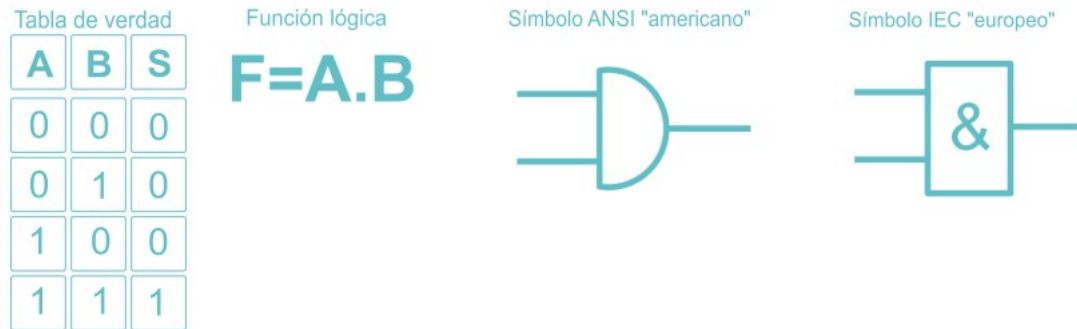 Tabla de verdad
A B S
0 0 0
0 1 0
1 0 0
1 1 1
Función lógica
F=A.B
Símbolo ANSI "americano"
Símbolo IEC "europeo"
&